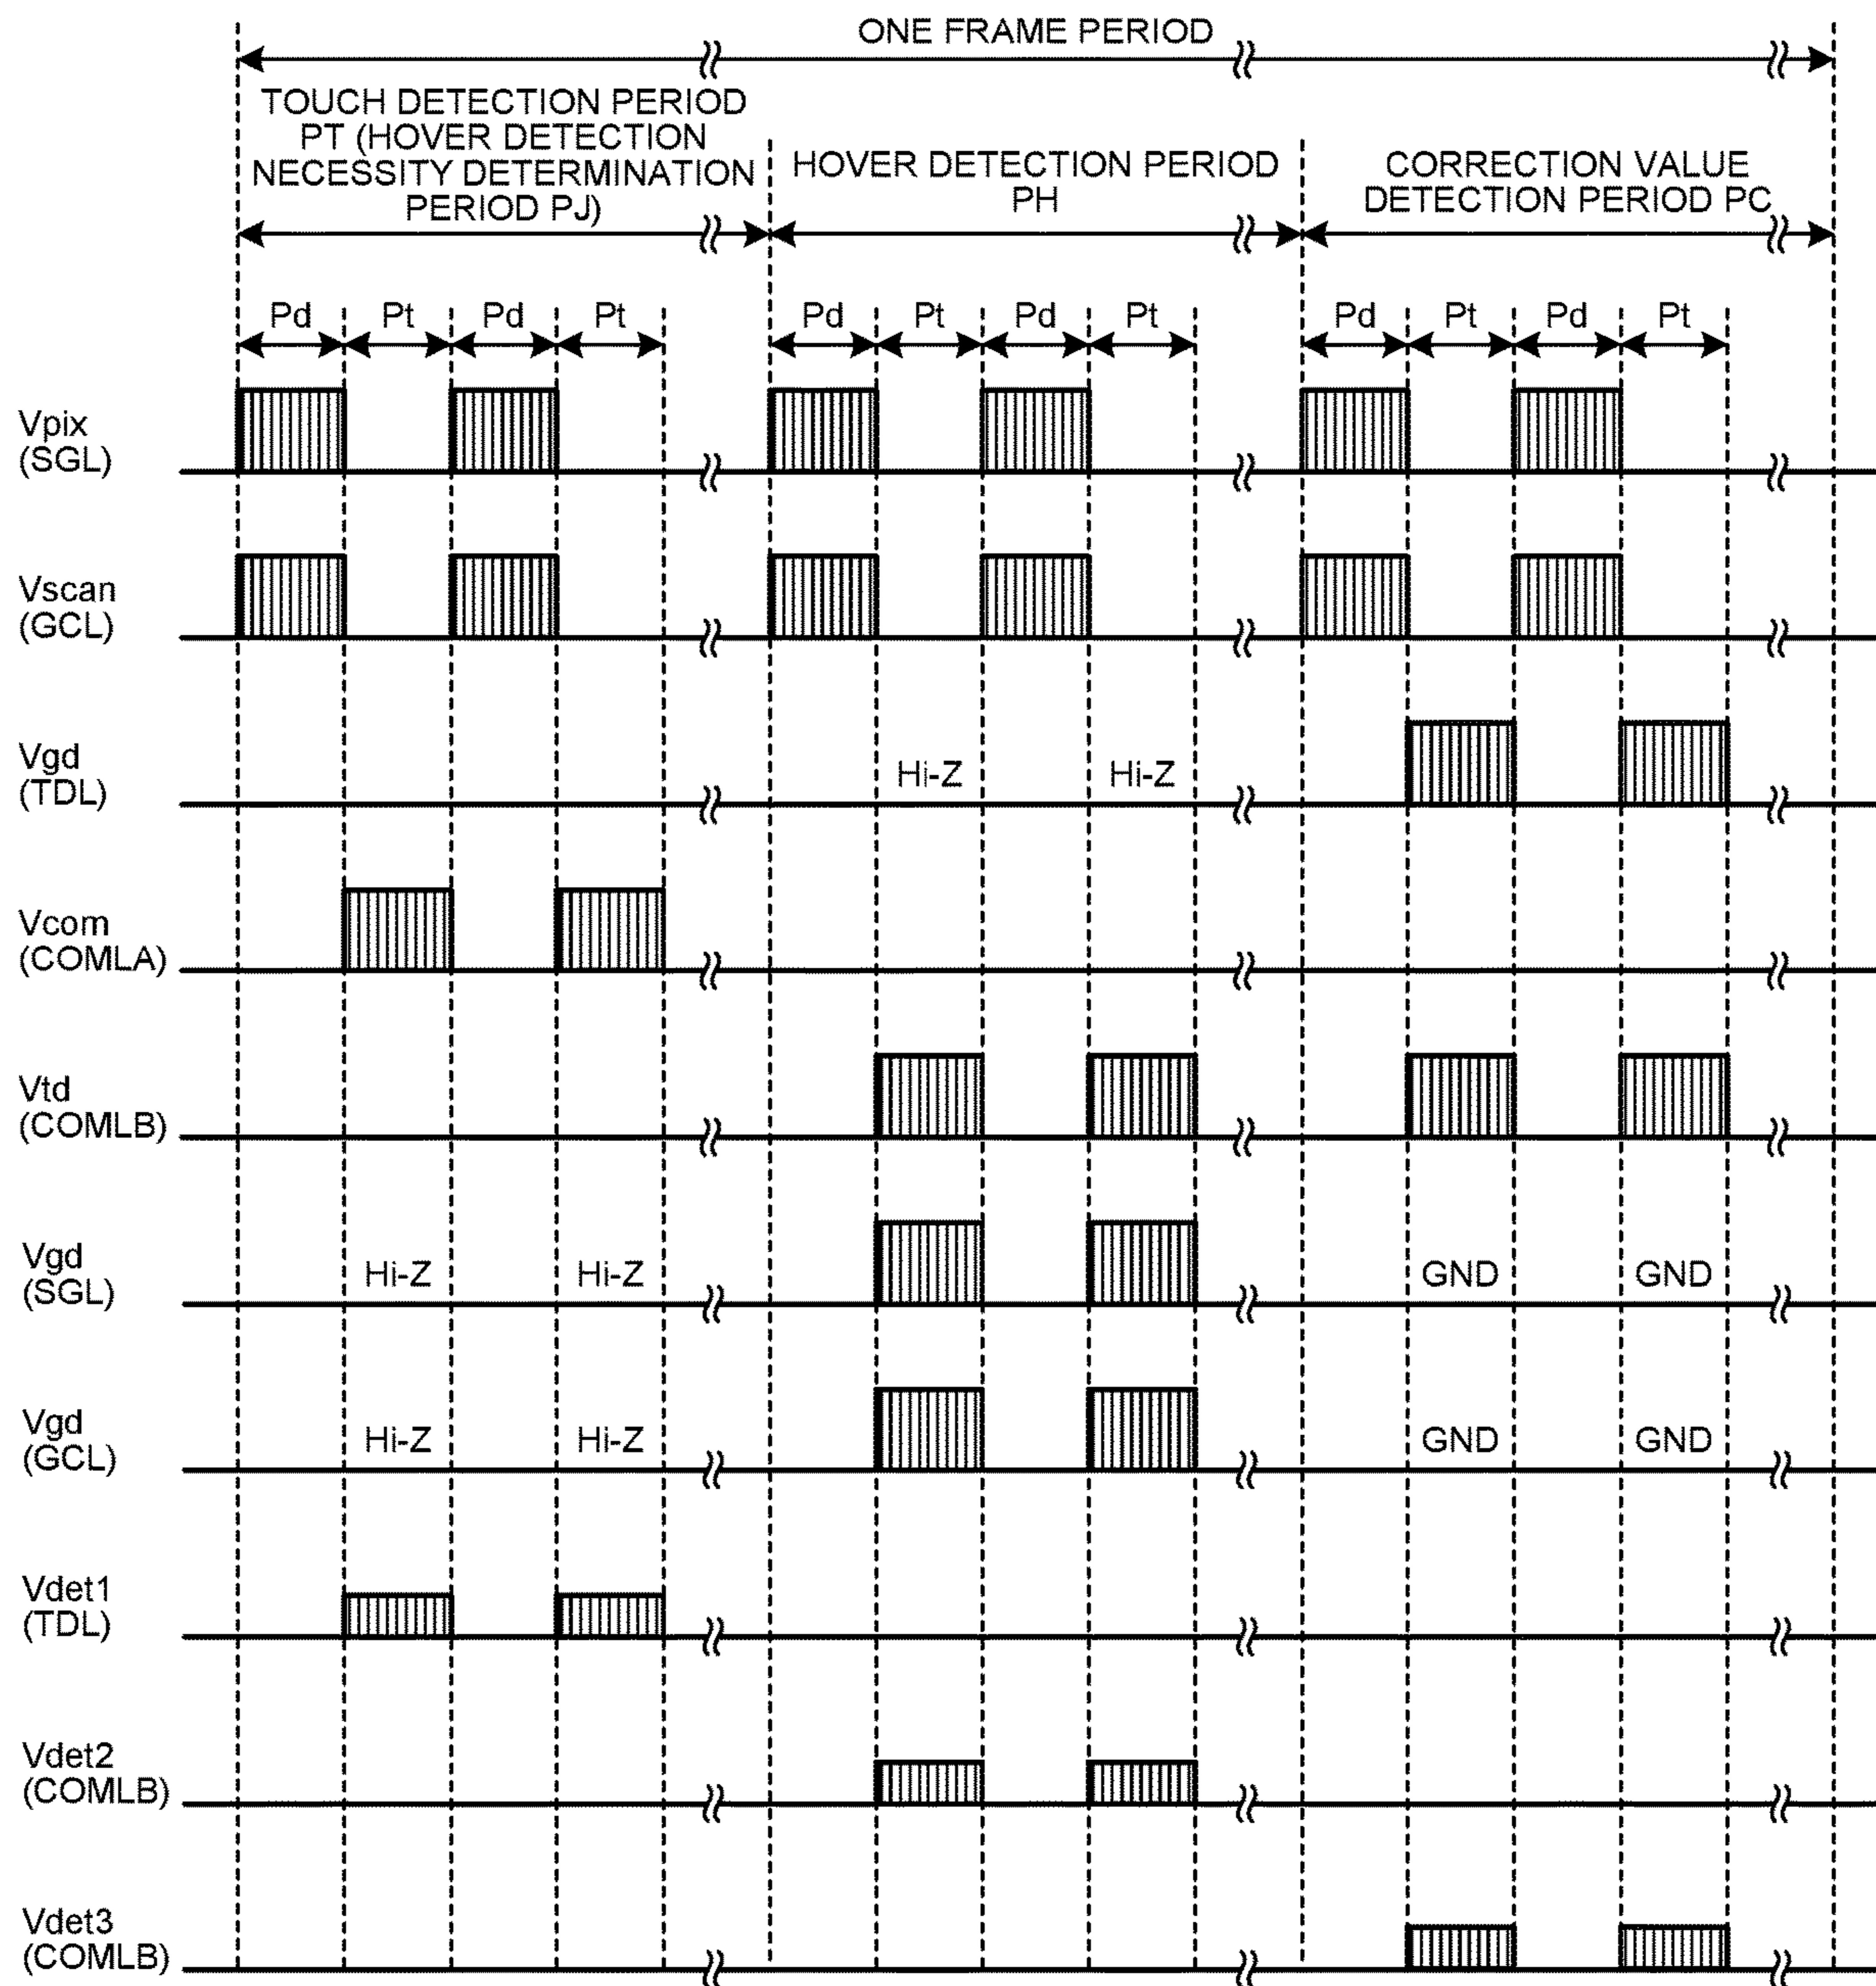 ONE FRAME PERIOD
TOUCH DETECTION PERIOD
PT (HOVER DETECTION
NECESSITY DETERMINATION
PERIOD PJ)
HOVER DETECTION PERIOD
PH
CORRECTION VALUE
DETECTION PERIOD PC
Pd Pt Pd Pt Pd Pt Pd Pt Pd Pt Pd Pt
Vpix
(SGL)
Vscan
(GCL)
Vgd
(TDL)
Hi-Z Hi-Z
Vcom
(COMLA)
Vtd
(COMLB)
Vgd
(SGL)
Hi-Z Hi-Z GND GND
Vgd
(GCL)
Hi-Z Hi-Z GND GND
Vdet1
(TDL)
Vdet2
(COMLB)
Vdet3
(COMLB)